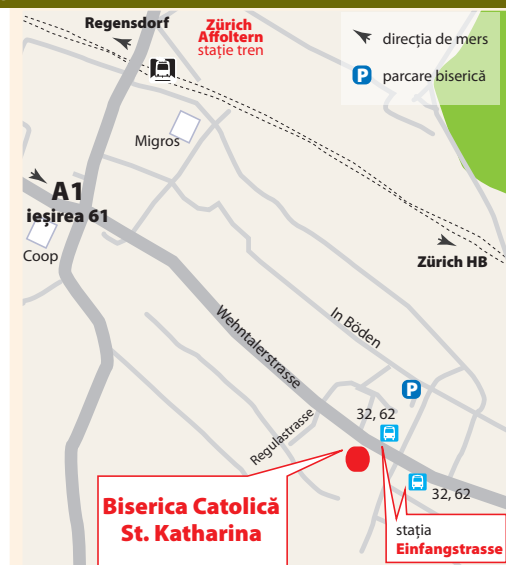 Regensdorf
Zürich
Affoltern
stație tren
direcția de mers
P parcare biserică
Migros
A1
ieșirea 61
Coop
Zürich HB
Wehntalerstrasse
In Böden
P
32, 62
Regulastrasse
32, 62
Biserica Catolică
St. Katharina
stația
Einfangstrasse